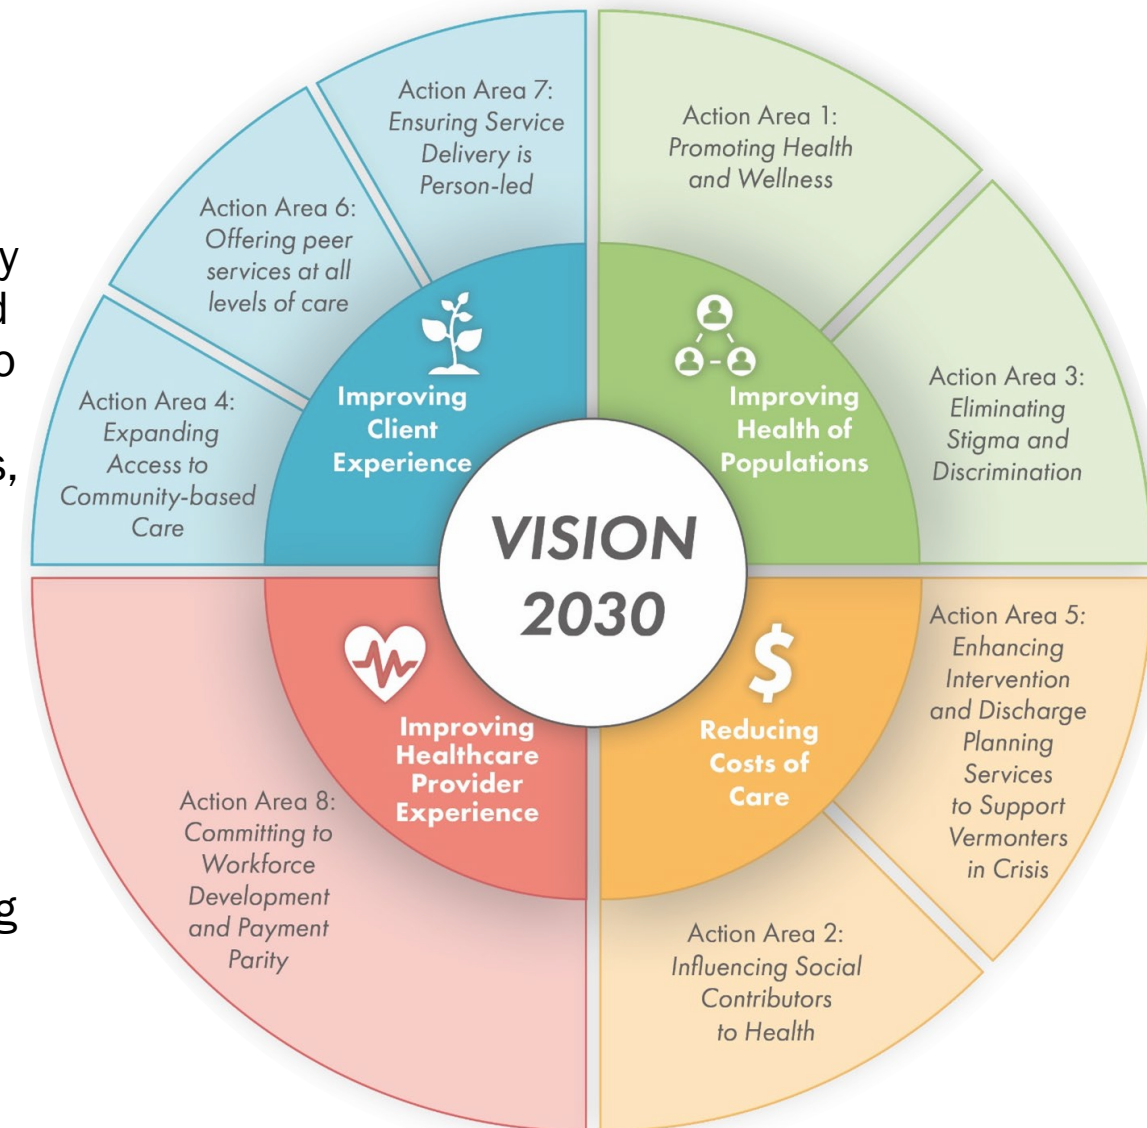 Action Area 7:
Ensuring Service
Delivery is
Person-led
Action Area 1:
Promoting Health
and Wellness
Action Area 6:
Offering peer
services at all
levels of care
Action Area 3:
Eliminating
Stigma and
Discrimination
Action Area 4:
Expanding
Access to
Community-based
Care
Improving
Client
Experience
Improving
Health of
Populations
VISION
2030
Improving
Healthcare
Provider
Experience
Reducing
Costs of
Care
Action Area 5:
Enhancing
Intervention
and Discharge
Planning
Services
to Support
Vermonters
in Crisis
Action Area 8:
Committing to
Workforce
Development
and Payment
Parity
Action Area 2:
Influencing Social
Contributors
to Health